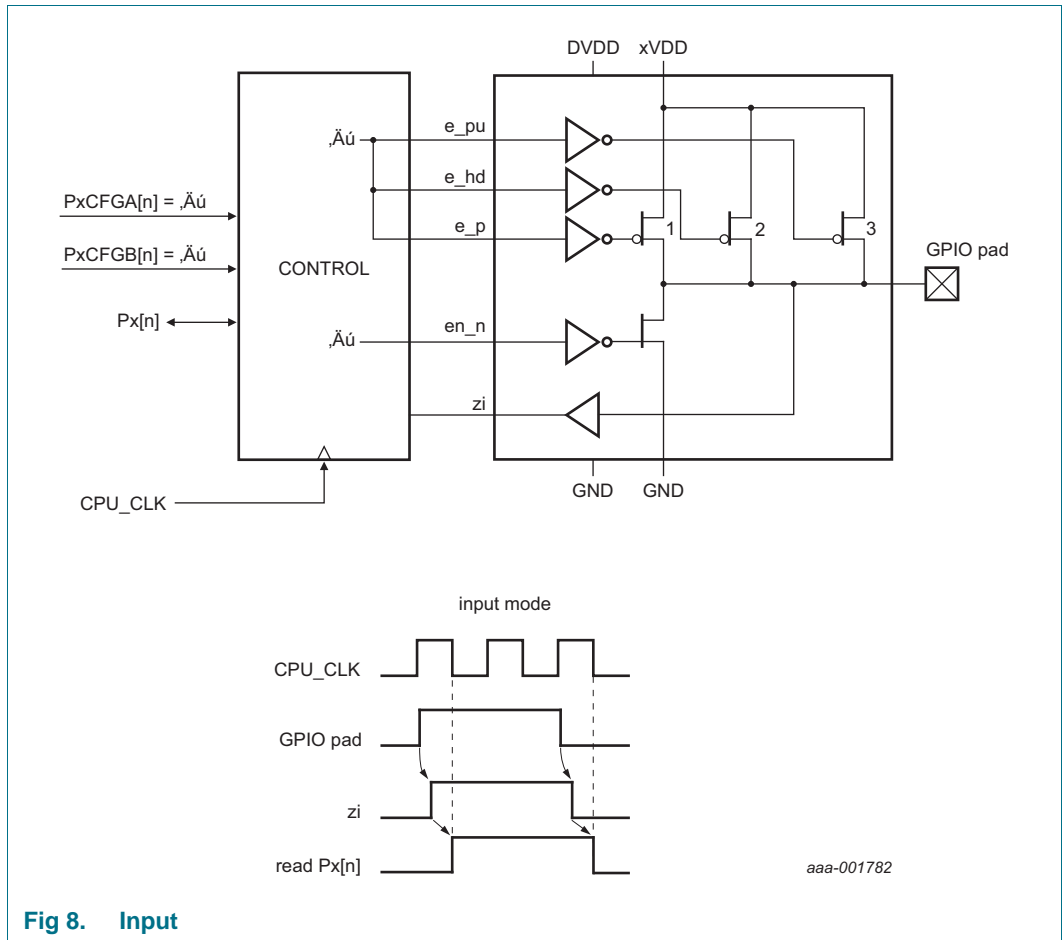 DVDD xVDD
‚Äú e_pu
e_hd
PxCFGA[n] = ‚Äú
e_p 1 2 3
PxCFGB[n] = ‚Äú
CONTROL
GPIO pad
Px[n]
‚Äú en_n
zi
CPU_CLK
GND GND
input mode
CPU_CLK
GPIO pad
zi
read Px[n]
aaa-001782
Fig 8. Input